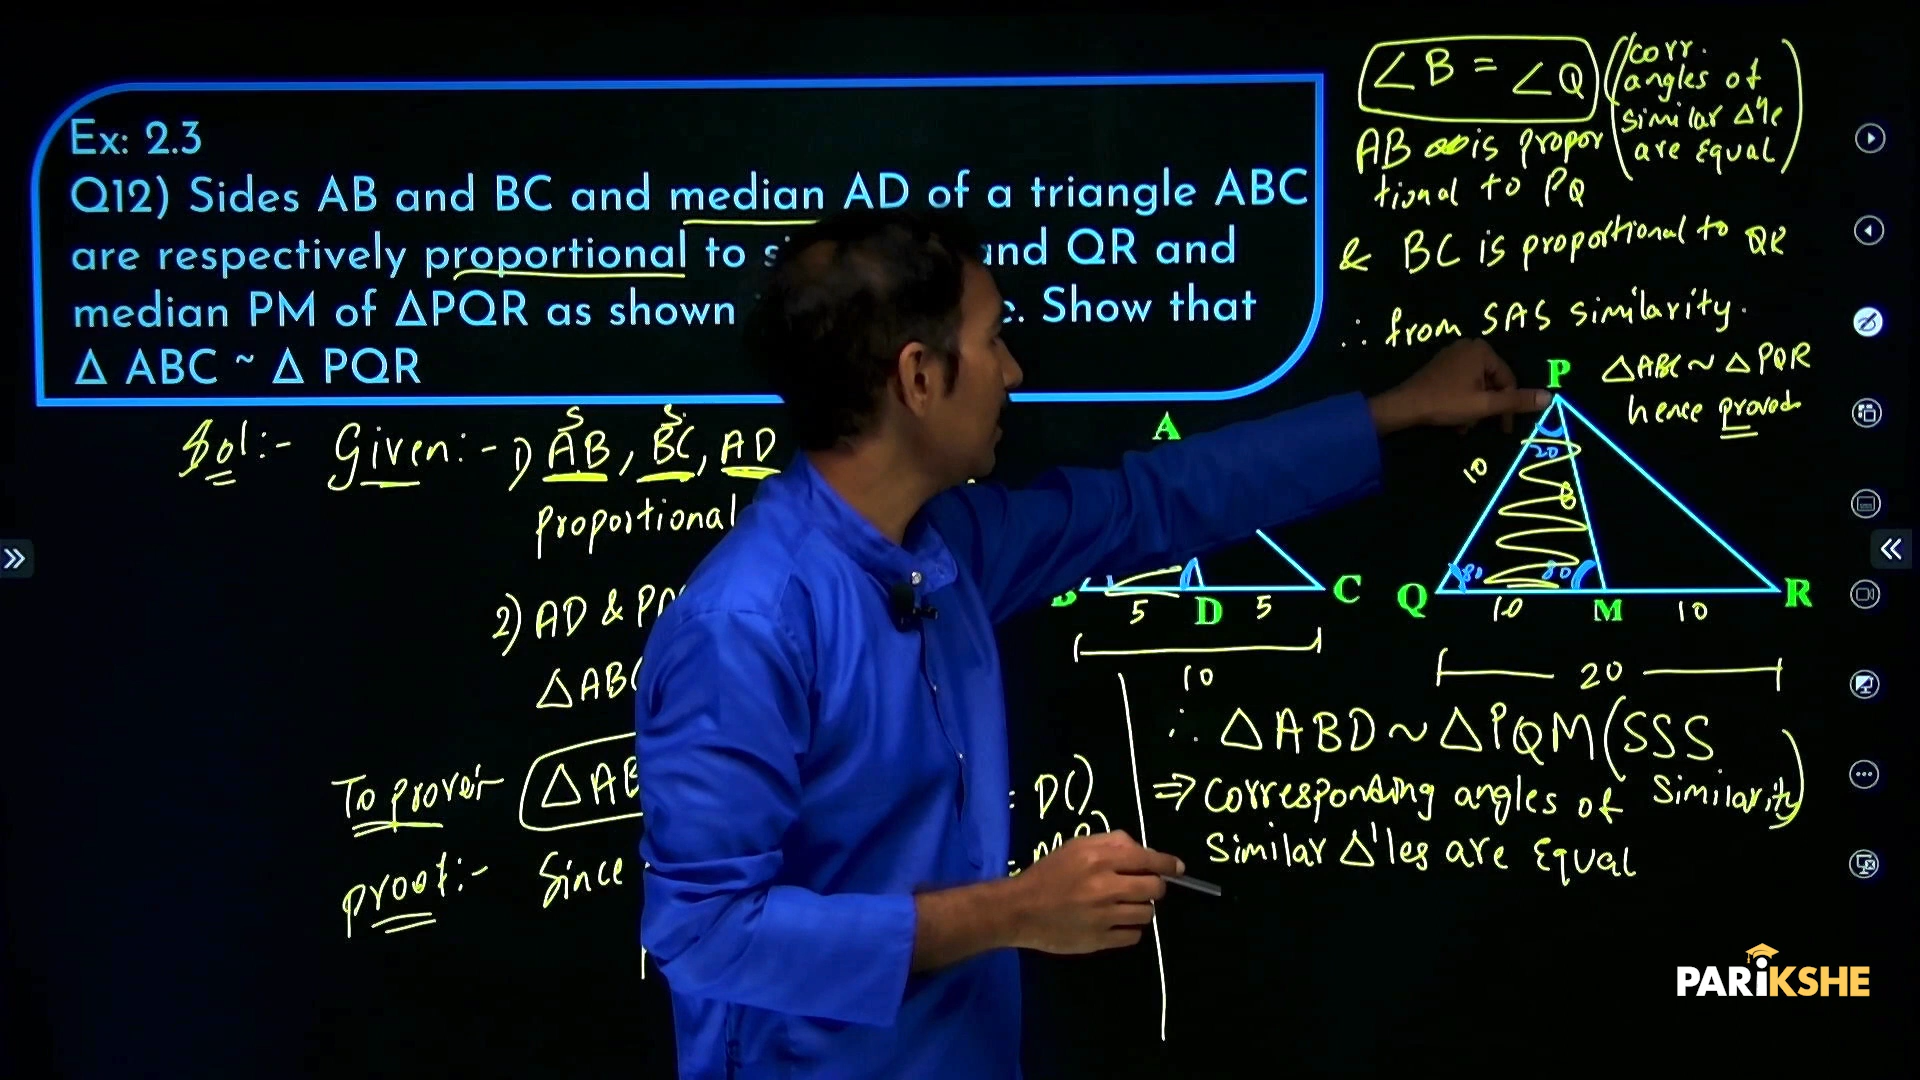 Ex: 2.3
Q12) Sides AB and BC and median AD of a triangle ABC
are respectively proportional to and QR and
median PM of ΔPQR as shown Show that
Δ ABC ~ Δ PQR
Sol:- Given:- 1) AB, BC, AD
S S
proportional
2) AD &
ΔABC
To prove:-
proof:- Since
∠B = ∠Q
(corr.
angles of
similar Δ'le
are equal)
AB is propor
tional to PQ
& BC is proportional to QR
∴ from SAS similarity.
ΔABC ~ ΔPQR
hence proved
A
B
5
D
5
C
10
P
10
20
8
80
80
Q
10
M
10
R
20
= DC)
∴ ΔABD ~ ΔPQM (SSS
Similarity)
⇒ Corresponding angles of
Similar Δ'les are Equal
PARiKSHE